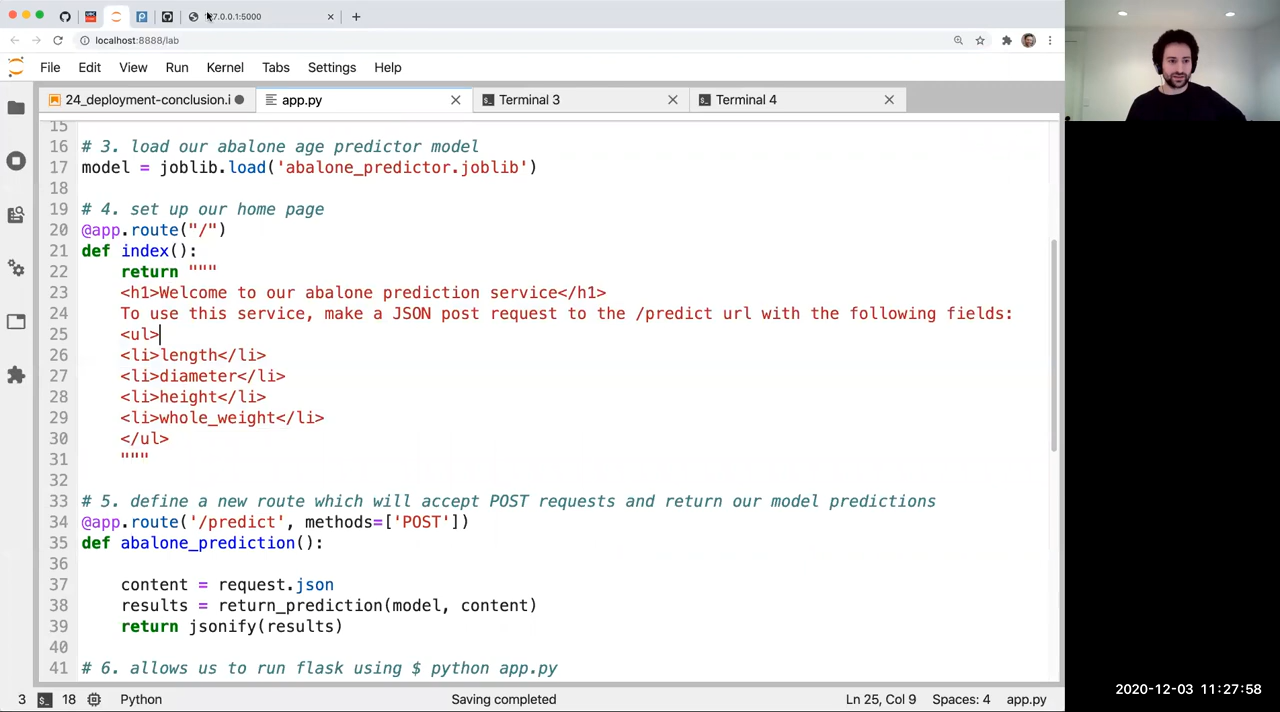 127.0.0.1:5000
localhost:8888/lab
File Edit View Run Kernel Tabs Settings Help
24_deployment-conclusion.i app.py Terminal 3 Terminal 4
15
16 # 3. load our abalone age predictor model
17 model = joblib.load('abalone_predictor.joblib')
18
19 # 4. set up our home page
20 @app.route("/")
21 def index():
22 return """
23 <h1>Welcome to our abalone prediction service</h1>
24 To use this service, make a JSON post request to the /predict url with the following fields:
25 <ul>
26 <li>length</li>
27 <li>diameter</li>
28 <li>height</li>
29 <li>whole_weight</li>
30 </ul>
31 """
32
33 # 5. define a new route which will accept POST requests and return our model predictions
34 @app.route('/predict', methods=['POST'])
35 def abalone_prediction():
36
37 content = request.json
38 results = return_prediction(model, content)
39 return jsonify(results)
40
41 # 6. allows us to run flask using $ python app.py
3 18 Python Saving completed Ln 25, Col 9 Spaces: 4 app.py
2020-12-03 11:27:58